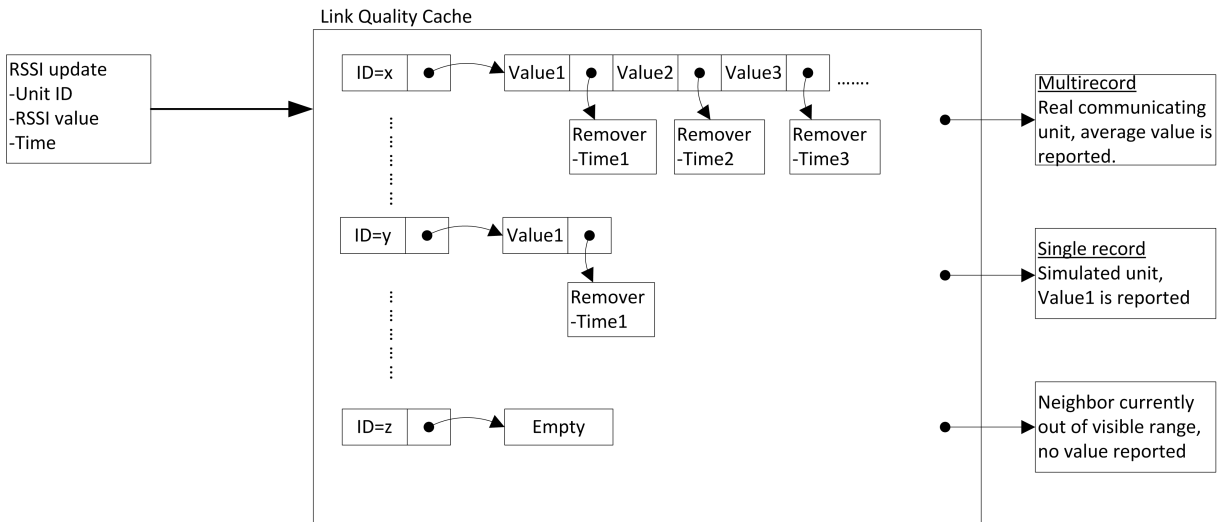 Link Quality Cache
RSSI update
-Unit ID
-RSSI value
-Time
ID=x
Value1
Value2
Value3
.......
Remover
-Time1
Remover
-Time2
Remover
-Time3
Multirecord
Real communicating
unit, average value is
reported.
ID=y
Value1
Remover
-Time1
Single record
Simulated unit,
Value1 is reported
ID=z
Empty
Neighbor currently
out of visible range,
no value reported